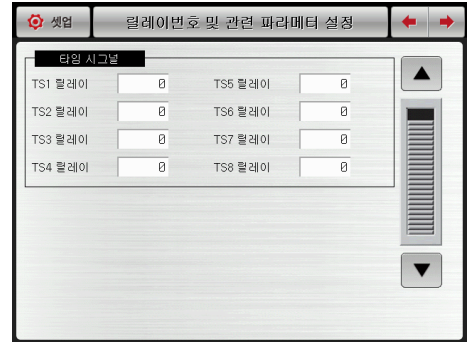 셋업 릴레이번호 및 관련 파라메터 설정
타임 시그널
TS1 릴레이 0 TS5 릴레이 0
TS2 릴레이 0 TS6 릴레이 0
TS3 릴레이 0 TS7 릴레이 0
TS4 릴레이 0 TS8 릴레이 0